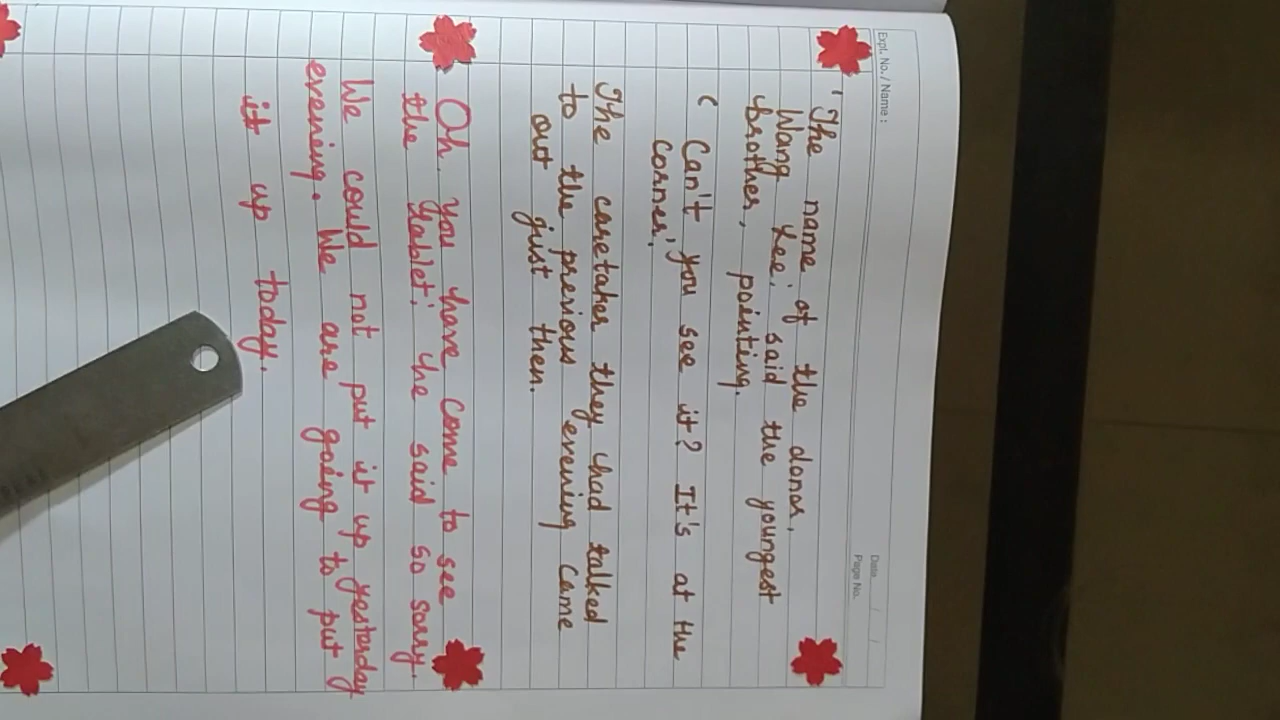 Expt. No. / Name :
Date / /
Page No.
'The name of the donor,
Wang Lee,' said the youngest
brother, pointing.
' Can't you see it? It's at the
corner'.
The caretaker they had talked
to the previous evening came
out just then.
Oh, you have come to see
the Tablet,' he said so sorry.
We could not put it up yesterday
evening. We are going to put
it up today.